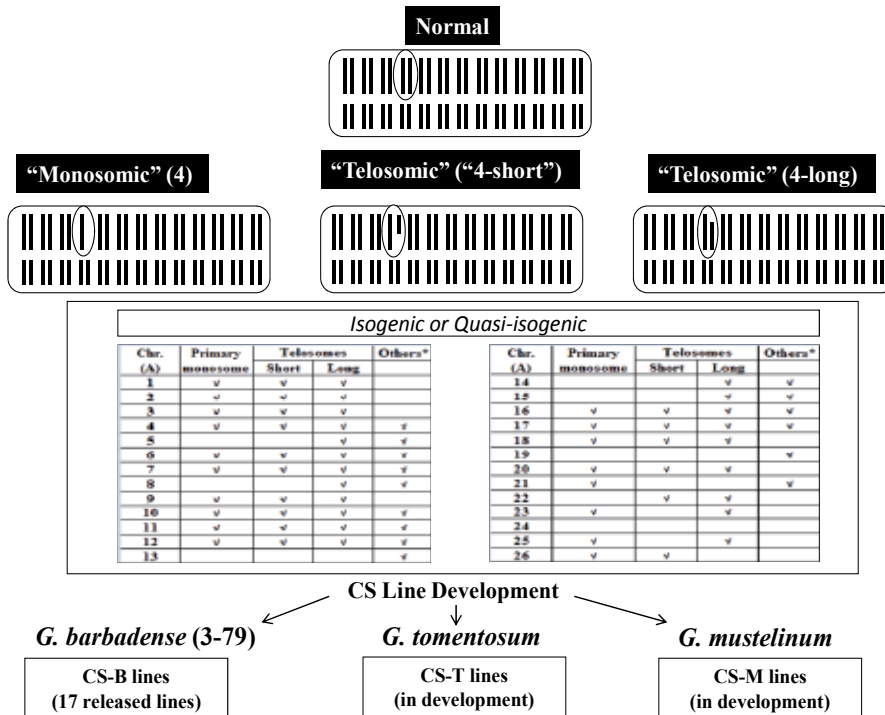 Normal
“Monosomic” (4)
“Telosomic” (“4-short”)
“Telosomic” (4-long)
Isogenic or Quasi-isogenic
Chr. Primary Telosomes Others*
(A) monosome Short Long
1 √ √ √
2 √ √ √
3 √ √ √
4 √ √ √ √
5 √ √
6 √ √ √ √
7 √ √ √ √
8 √ √
9 √ √ √
10 √ √ √ √
11 √ √ √ √
12 √ √ √ √
13 √
Chr. Primary Telosomes Others*
(A) monosome Short Long
14 √ √
15 √ √
16 √ √ √ √
17 √ √ √ √
18 √ √ √
19 √
20 √ √ √
21 √ √
22 √ √
23 √ √
24
25 √ √
26 √ √
CS Line Development
G. barbadense (3-79)
G. tomentosum
G. mustelinum
CS-B lines
(17 released lines)
CS-T lines
(in development)
CS-M lines
(in development)